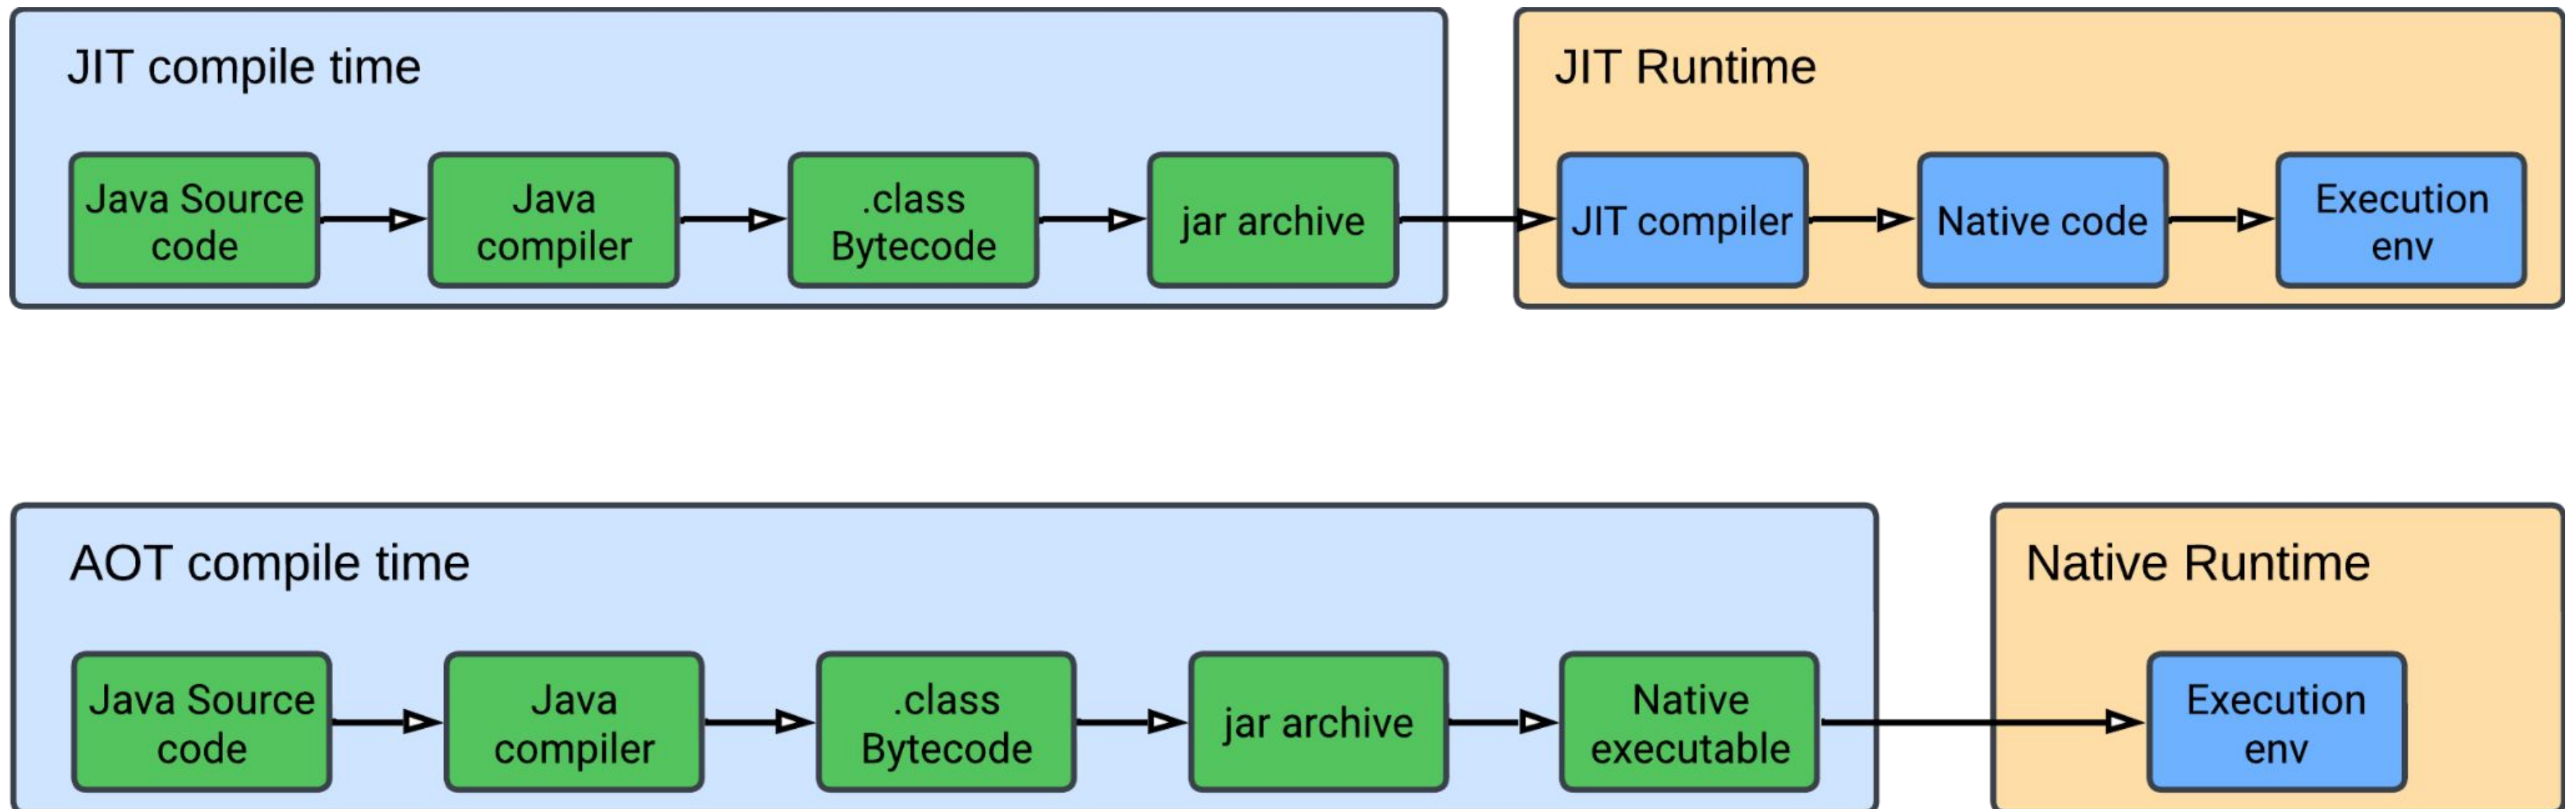 JIT compile time
Java Source
code
Java
compiler
.class
Bytecode
jar archive
JIT Runtime
JIT compiler
Native code
Execution
env
AOT compile time
Java Source
code
Java
compiler
.class
Bytecode
jar archive
Native
executable
Native Runtime
Execution
env